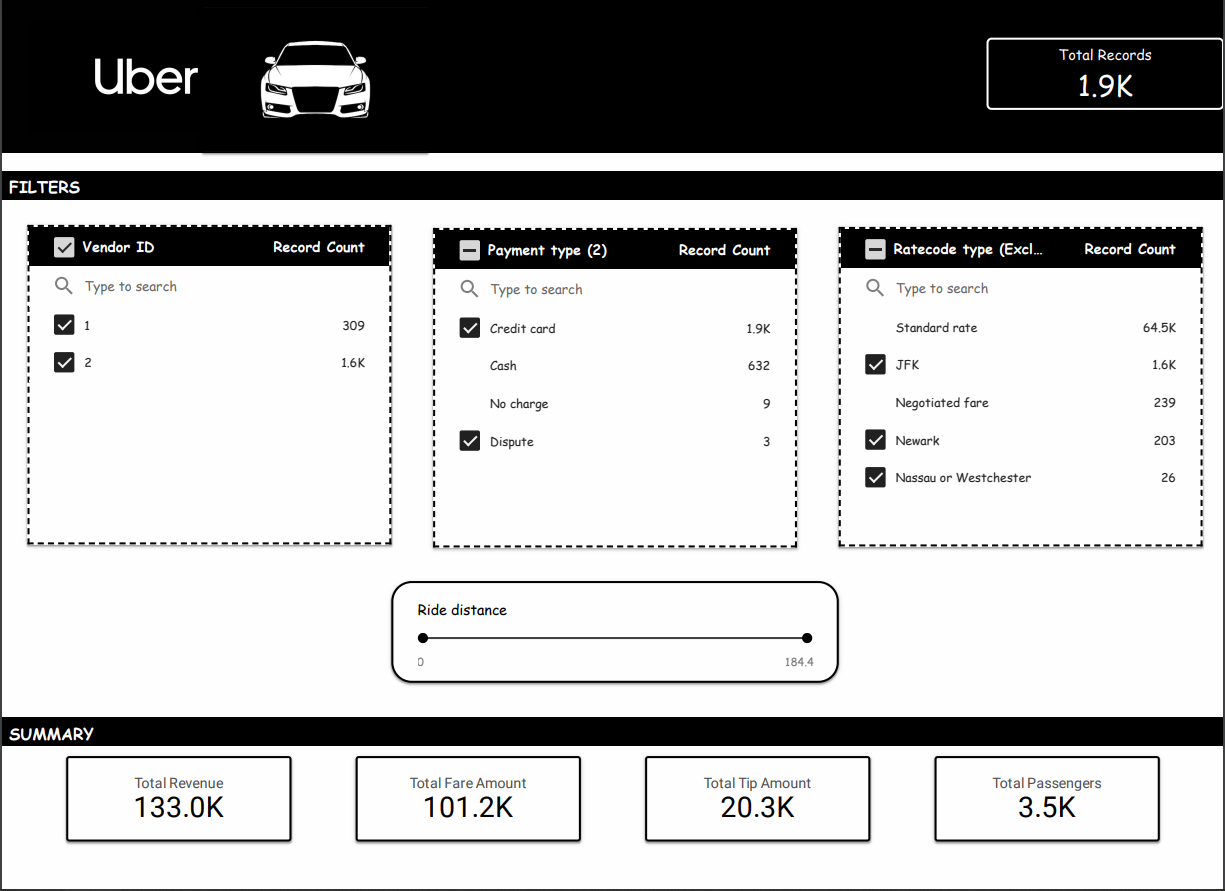 Uber
Total Records
1.9K
FILTERS
Vendor ID Record Count
Type to search
1 309
2 1.6K
Payment type (2) Record Count
Type to search
Credit card 1.9K
Cash 632
No charge 9
Dispute 3
Ratecode type (Excl... Record Count
Type to search
Standard rate 64.5K
JFK 1.6K
Negotiated fare 239
Newark 203
Nassau or Westchester 26
Ride distance
0 184.4
SUMMARY
Total Revenue
133.0K
Total Fare Amount
101.2K
Total Tip Amount
20.3K
Total Passengers
3.5K